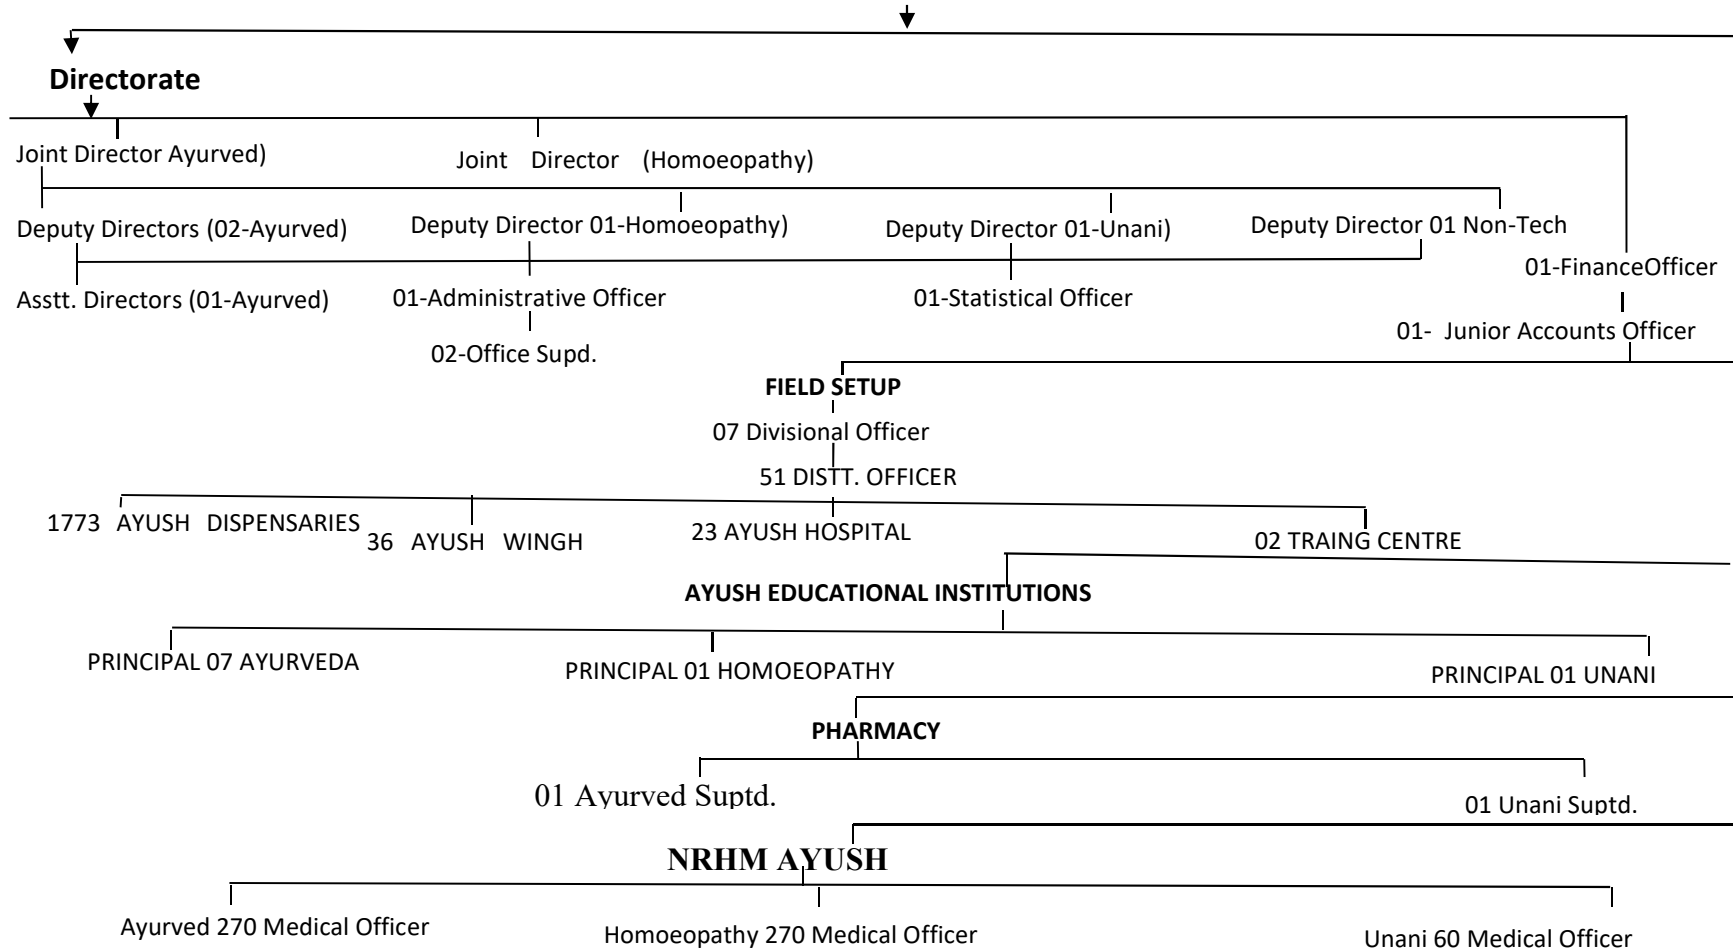 Directorate
Joint Director Ayurved)
Joint Director (Homoeopathy)
Deputy Directors (02-Ayurved)
Deputy Director 01-Homoeopathy)
Deputy Director 01-Unani)
Deputy Director 01 Non-Tech
01-FinanceOfficer
Asstt. Directors (01-Ayurved)
01-Administrative Officer
01-Statistical Officer
01- Junior Accounts Officer
02-Office Supd.
FIELD SETUP
07 Divisional Officer
51 DISTT. OFFICER
1773 AYUSH DISPENSARIES
36 AYUSH WINGH
23 AYUSH HOSPITAL
02 TRAING CENTRE
AYUSH EDUCATIONAL INSTITUTIONS
PRINCIPAL 07 AYURVEDA
PRINCIPAL 01 HOMOEOPATHY
PRINCIPAL 01 UNANI
PHARMACY
01 Ayurved Suptd.
01 Unani Suptd.
NRHM AYUSH
Ayurved 270 Medical Officer
Homoeopathy 270 Medical Officer
Unani 60 Medical Officer